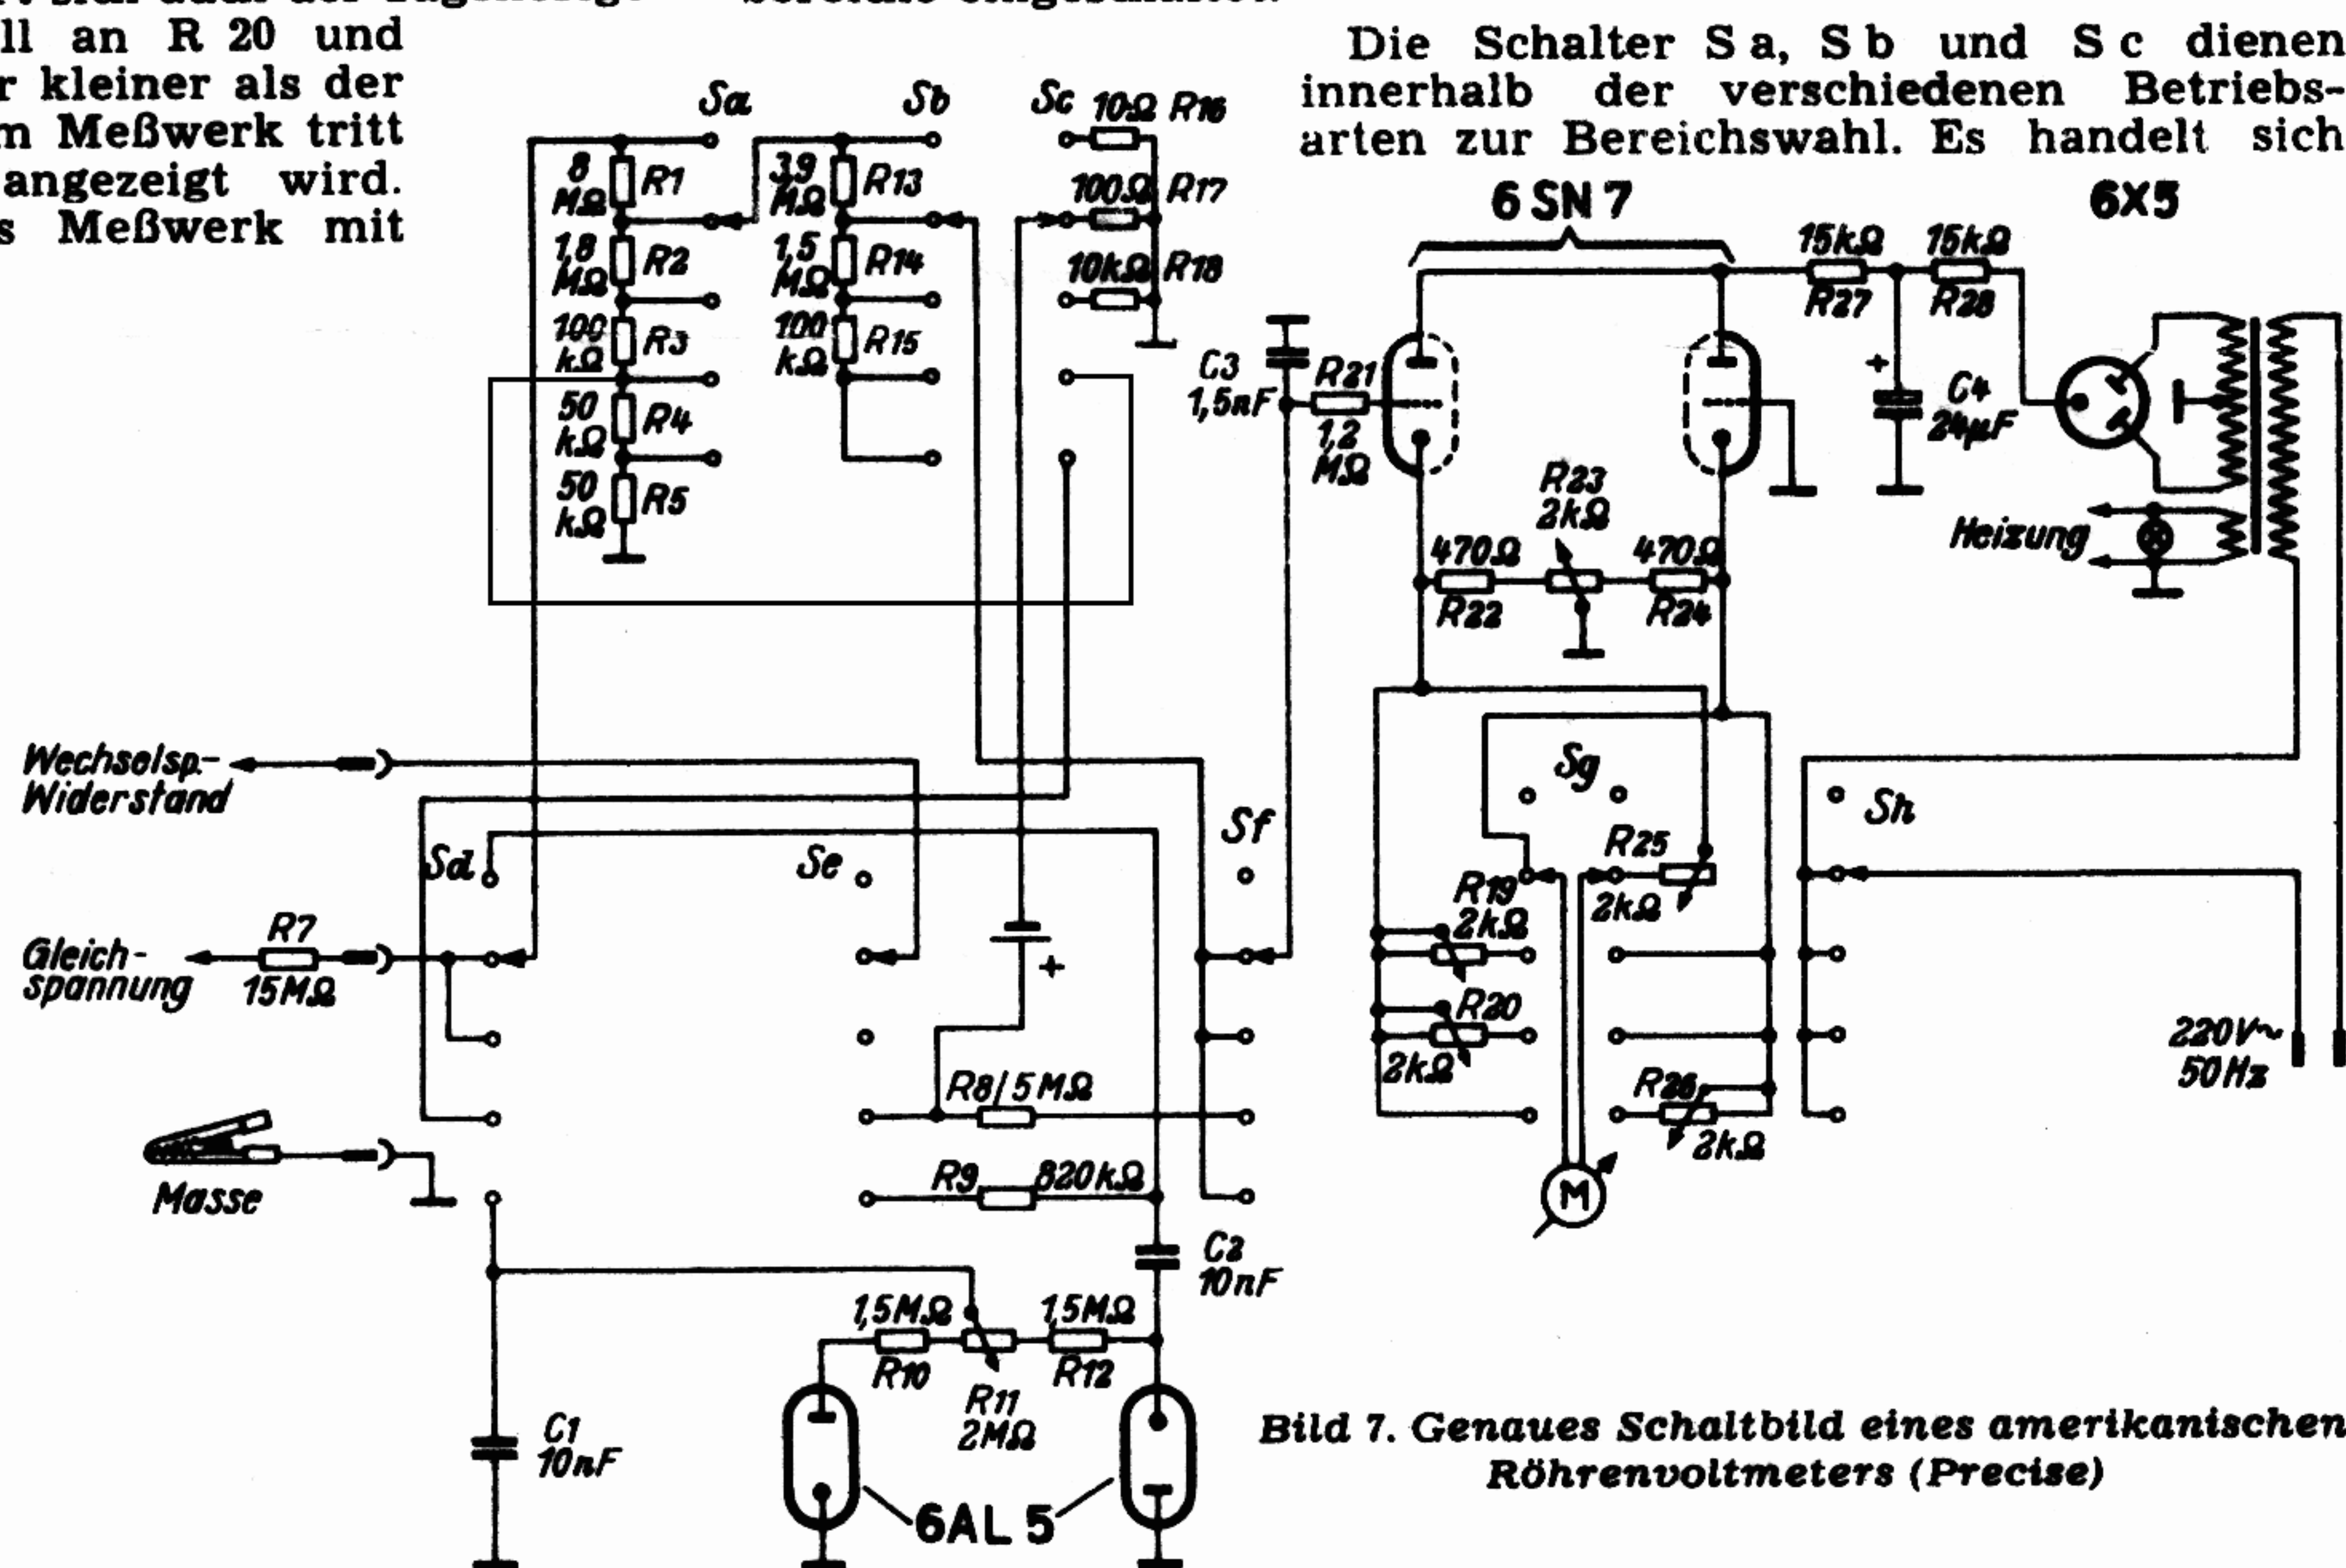 ll an R 20 und
r kleiner als der
m Meßwerk tritt
angezeigt wird.
s Meßwerk mit
Die Schalter S a, S b und S c dienen
innerhalb der verschiedenen Betriebs-
arten zur Bereichswahl. Es handelt sich
Sa
Sb
Sc
10Ω R16
8 MΩ R1
3,9 MΩ R13
100Ω R17
1,8 MΩ R2
1,5 MΩ R14
10kΩ R18
100 kΩ R3
100 kΩ R15
50 kΩ R4
50 kΩ R5
6 SN 7
6X5
15kΩ
R27
15kΩ
R28
C3
1,5nF
R21
1,2
MΩ
+
C4
24µF
R23
2kΩ
470Ω
R22
470Ω
R24
Heizung
Wechselsp.-
Widerstand
Sd
Se
Sf
Sg
Sh
R7
15MΩ
Gleich-
spannung
+
R25
2kΩ
R19
2kΩ
R20
2kΩ
R26
2kΩ
220V~
50Hz
R8/5MΩ
R9 820kΩ
Masse
M
C2
10nF
1,5MΩ
R10
1,5MΩ
R12
R11
2MΩ
C1
10nF
6AL 5
Bild 7. Genaues Schaltbild eines amerikanischen
Röhrenvoltmeters (Precise)